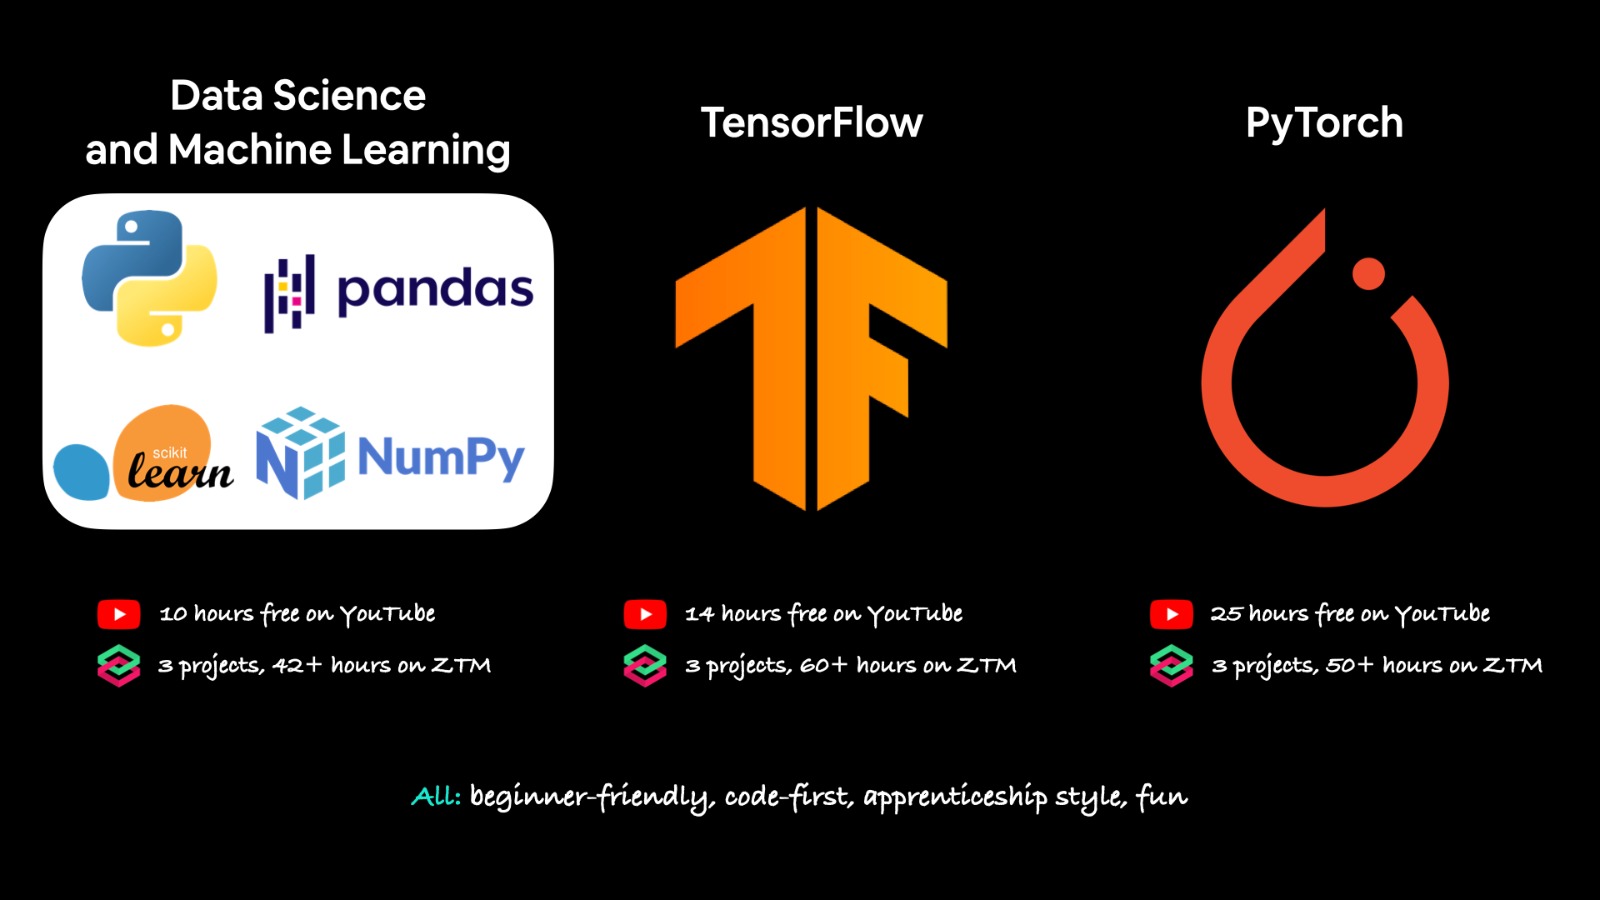 Data Science
and Machine Learning
TensorFlow
PyTorch
pandas
scikit
learn
NumPy
10 hours free on YouTube
3 projects, 42+ hours on ZTM
14 hours free on YouTube
3 projects, 60+ hours on ZTM
25 hours free on YouTube
3 projects, 50+ hours on ZTM
All: beginner-friendly, code-first, apprenticeship style, fun